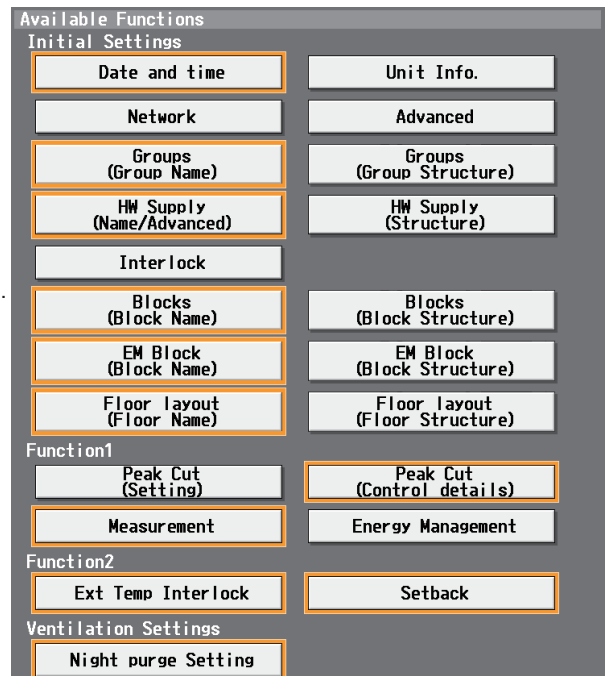 Available Functions
Initial Settings
Date and time
Unit Info.
Network
Advanced
Groups
(Group Name)
Groups
(Group Structure)
HW Supply
(Name/Advanced)
HW Supply
(Structure)
Interlock
Blocks
(Block Name)
Blocks
(Block Structure)
EM Block
(Block Name)
EM Block
(Block Structure)
Floor layout
(Floor Name)
Floor layout
(Floor Structure)
Function1
Peak Cut
(Setting)
Peak Cut
(Control details)
Measurement
Energy Management
Function2
Ext Temp Interlock
Setback
Ventilation Settings
Night purge Setting